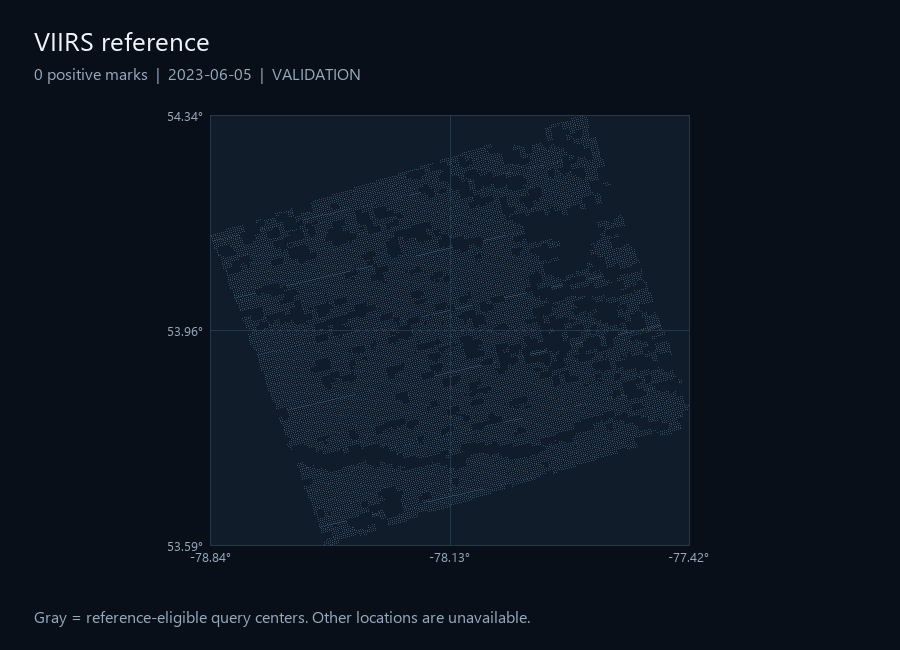 VIIRS reference
0 positive marks | 2023-06-05 | VALIDATION
54.34°
53.96°
53.59°
-78.84° -78.13° -77.42°
Gray = reference-eligible query centers. Other locations are unavailable.